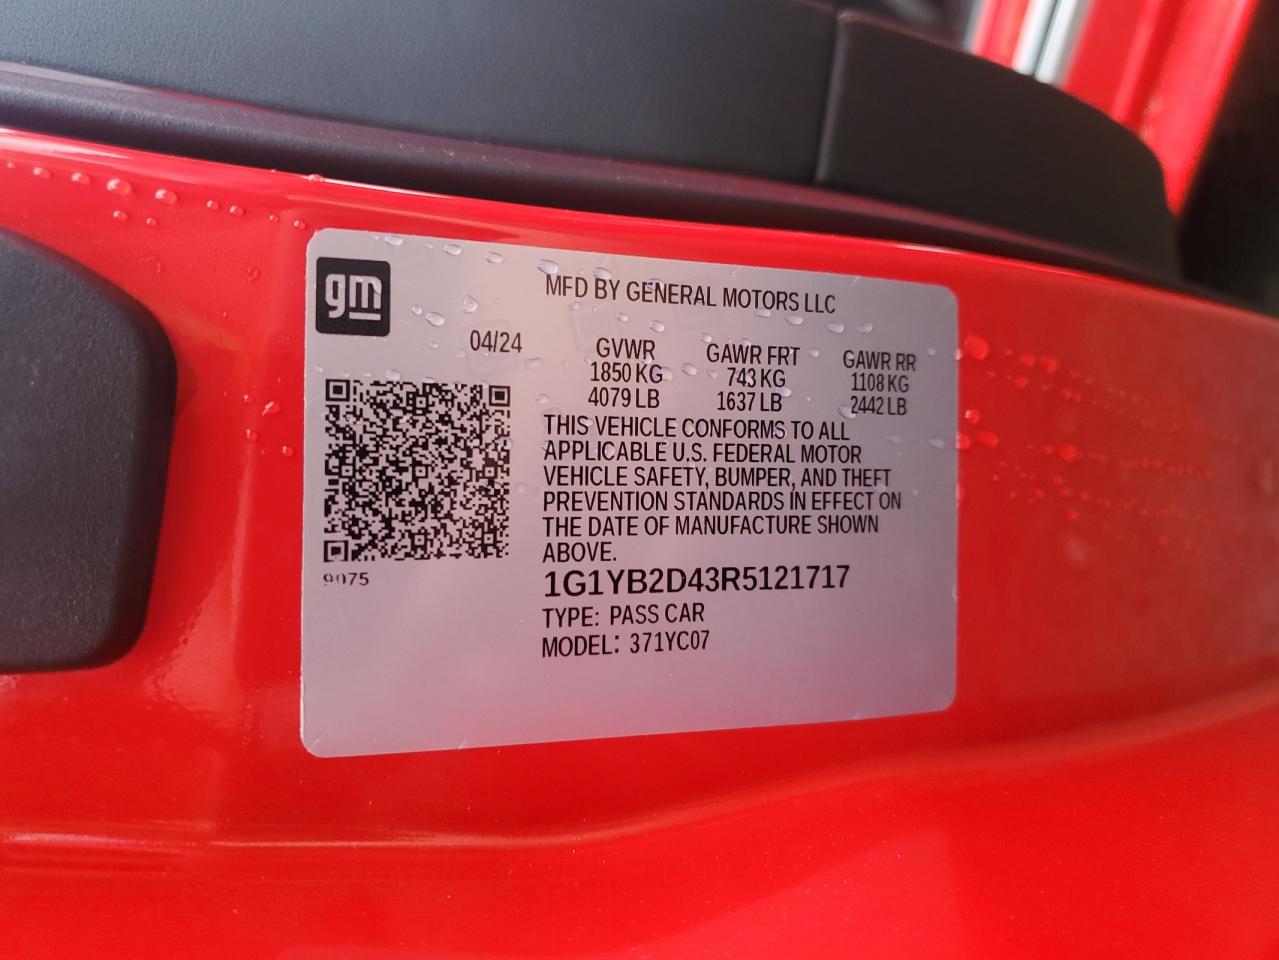 gm
MFD BY GENERAL MOTORS LLC
04/24
GVWR GAWR FRT GAWR RR
1850 KG 743 KG 1108 KG
4079 LB 1637 LB 2442 LB
THIS VEHICLE CONFORMS TO ALL
APPLICABLE U.S. FEDERAL MOTOR
VEHICLE SAFETY, BUMPER, AND THEFT
PREVENTION STANDARDS IN EFFECT ON
THE DATE OF MANUFACTURE SHOWN
ABOVE.
9075
1G1YB2D43R5121717
TYPE: PASS CAR
MODEL: 371YC07